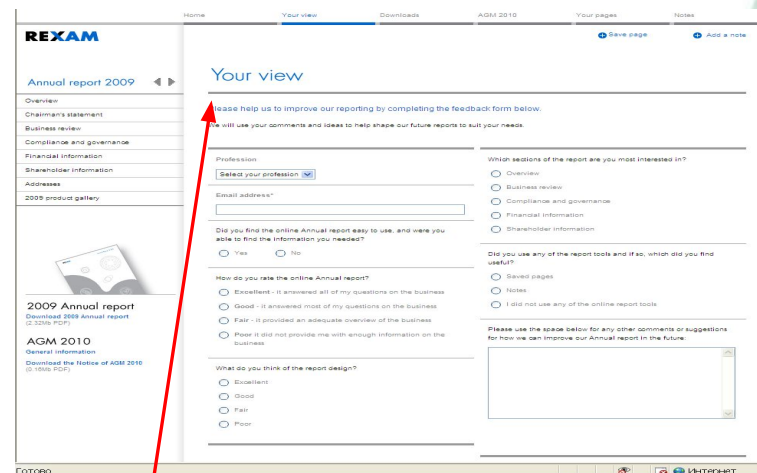 Home Your view Downloads AGM 2010 Your pages Notes
REXAM
Save page Add a note
Annual report 2009
Overview
Chairman's statement
Business review
Compliance and governance
Financial information
Shareholder information
Addresses
2009 product gallery
2009 Annual report
Download 2009 Annual report
(2.32Mb PDF)
AGM 2010
General information
Download the Notice of AGM 2010
(0.16Mb PDF)
Your view
Please help us to improve our reporting by completing the feedback form below.
We will use your comments and ideas to help shape our future reports to suit your needs.
Profession
Select your profession
Email address*
Did you find the online Annual report easy to use, and were you
able to find the information you needed?
Yes No
How do you rate the online Annual report?
Excellent - it answered all of my questions on the business
Good - it answered most of my questions on the business
Fair - it provided an adequate overview of the business
Poor it did not provide me with enough information on the
business
What do you think of the report design?
Excellent
Good
Fair
Poor
Which sections of the report are you most interested in?
Overview
Business review
Compliance and governance
Financial information
Shareholder information
Did you use any of the report tools and if so, which did you find
useful?
Saved pages
Notes
I did not use any of the online report tools
Please use the space below for any other comments or suggestions
for how we can improve our Annual report in the future:
Готово Интернет